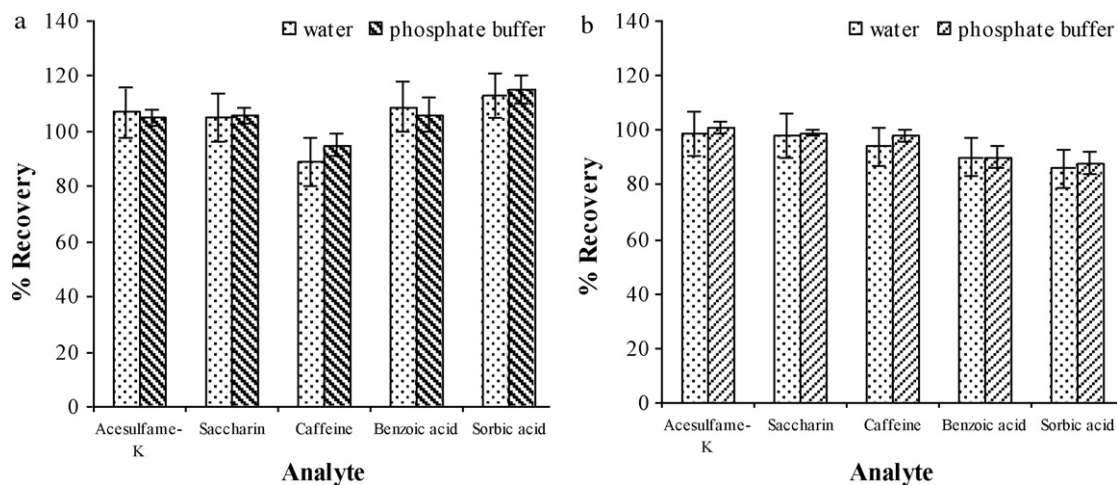 a
140
120
100
80
60
40
20
0
% Recovery
water phosphate buffer
Acesulfame-
K
Saccharin
Caffeine
Benzoic acid
Sorbic acid
Analyte
b
140
120
100
80
60
40
20
0
% Recovery
water phosphate buffer
Acesulfame-
K
Saccharin
Caffeine
Benzoic acid
Sorbic acid
Analyte